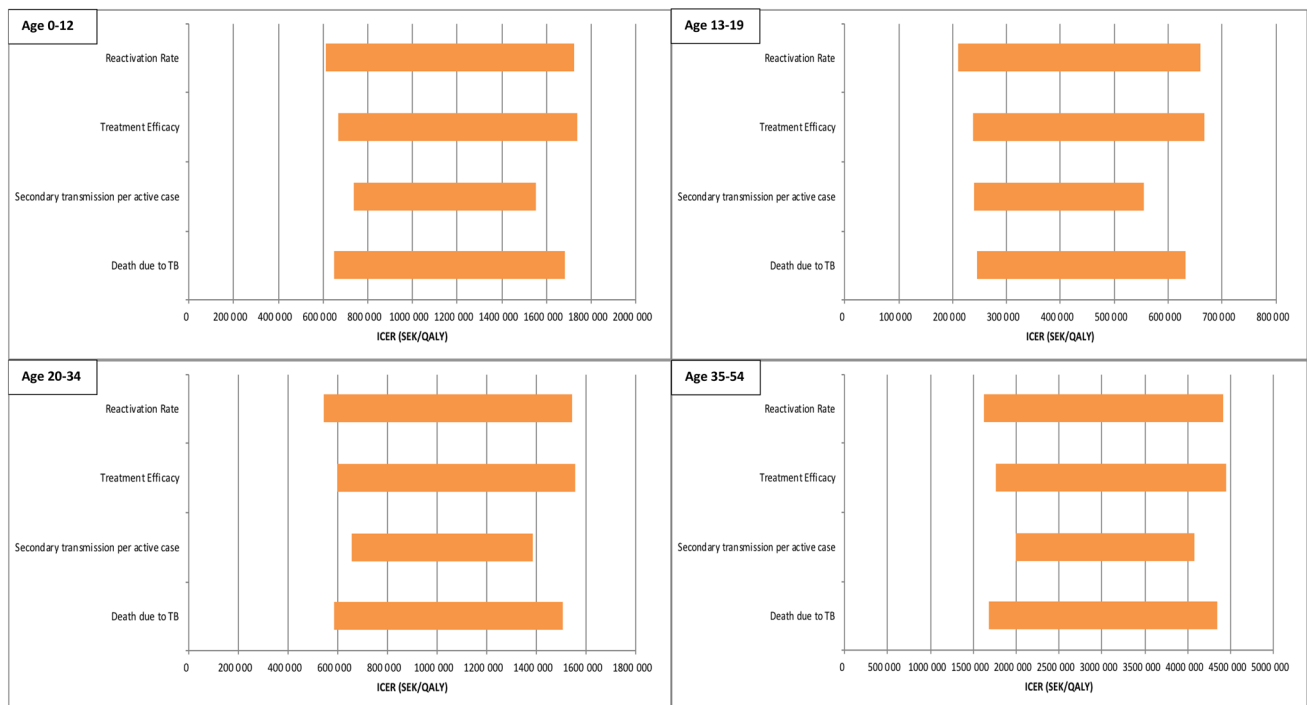 Age 0-12
Reactivation Rate
Treatment Efficacy
Secondary transmission per active case
Death due to TB
0 200 000 400 000 600 000 800 000 1000 000 1200 000 1400 000 1600 000 1800 000 2000 000
ICER (SEK/QALY)
Age 13-19
Reactivation Rate
Treatment Efficacy
Secondary transmission per active case
Death due to TB
0 100 000 200 000 300 000 400 000 500 000 600 000 700 000 800 000
ICER (SEK/QALY)
Age 20-34
Reactivation Rate
Treatment Efficacy
Secondary transmission per active case
Death due to TB
0 200 000 400 000 600 000 800 000 1000 000 1200 000 1400 000 1600 000 1800 000
ICER (SEK/QALY)
Age 35-54
Reactivation Rate
Treatment Efficacy
Secondary transmission per active case
Death due to TB
0 500 000 1000 000 1500 000 2000 000 2500 000 3000 000 3500 000 4000 000 4500 000 5000 000
ICER (SEK/QALY)